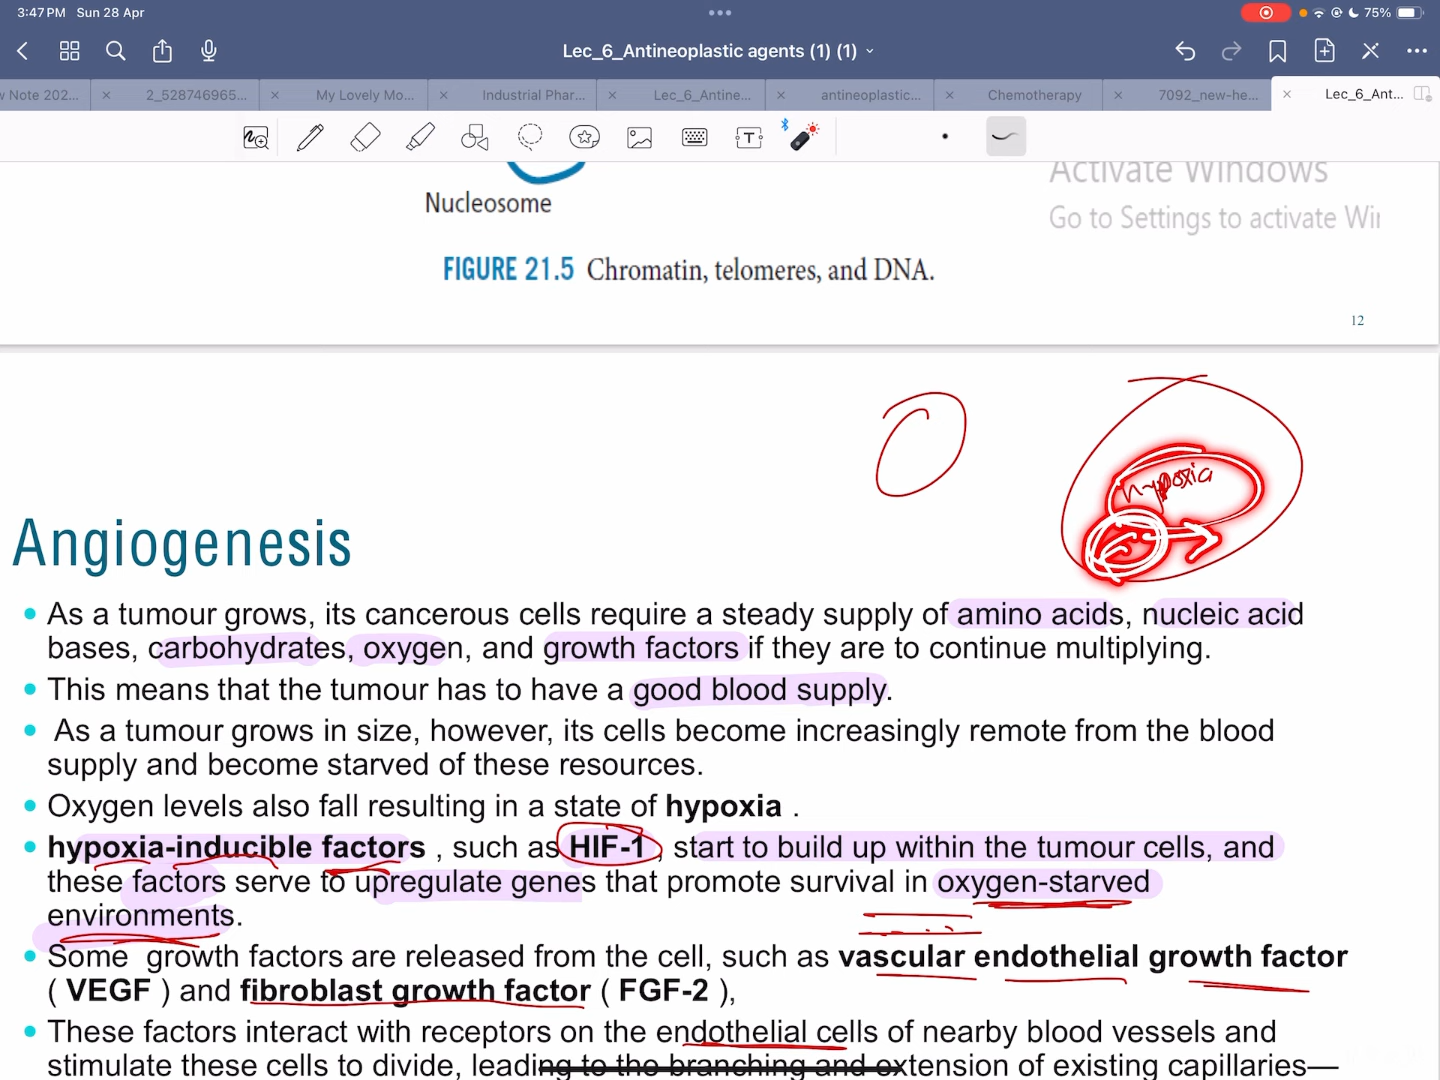 3:47 PM Sun 28 Apr
75%
Lec_6_Antineoplastic agents (1) (1)
w Note 202...
2_528746965...
My Lovely Mo...
Industrial Phar...
Lec_6_Antine...
antineoplastic...
Chemotherapy
7092_new-he...
Lec_6_Ant...
Activate Windows
Nucleosome
Go to Settings to activate Wi
FIGURE 21.5 Chromatin, telomeres, and DNA.
12
hypoxia
Angiogenesis
• As a tumour grows, its cancerous cells require a steady supply of amino acids, nucleic acid
bases, carbohydrates, oxygen, and growth factors if they are to continue multiplying.
• This means that the tumour has to have a good blood supply.
• As a tumour grows in size, however, its cells become increasingly remote from the blood
supply and become starved of these resources.
• Oxygen levels also fall resulting in a state of hypoxia .
• hypoxia-inducible factors , such as HIF-1 , start to build up within the tumour cells, and
these factors serve to upregulate genes that promote survival in oxygen-starved
environments.
• Some growth factors are released from the cell, such as vascular endothelial growth factor
( VEGF ) and fibroblast growth factor ( FGF-2 ),
• These factors interact with receptors on the endothelial cells of nearby blood vessels and
stimulate these cells to divide, leading to the branching and extension of existing capillaries—